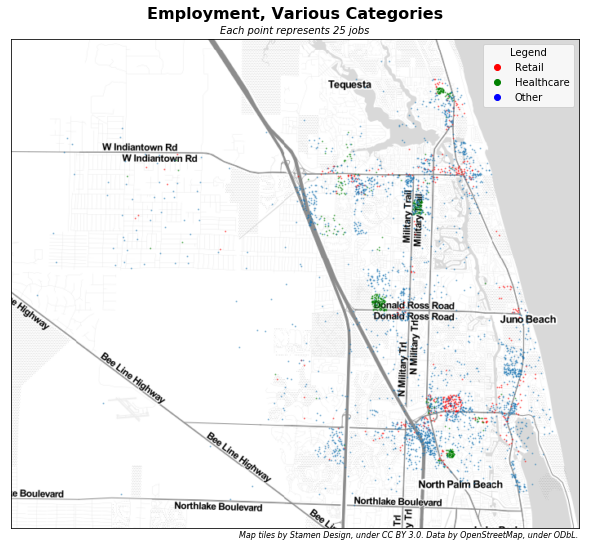 Employment, Various Categories
Each point represents 25 jobs
Legend
Retail
Healthcare
Other
Tequesta
W Indiantown Rd
W Indiantown Rd
Military Trail
Military Trail
Donald Ross Road
Donald Ross Road
Juno Beach
e Highway
N Military Trl
N Military Trl
Bee Line Highway
Bee Line Highway
North Palm Beach
e Boulevard
Northlake Boulevard
Northlake Boulevard
Bee Li
Trl
Trl
Map tiles by Stamen Design, under CC BY 3.0. Data by OpenStreetMap, under ODbL.